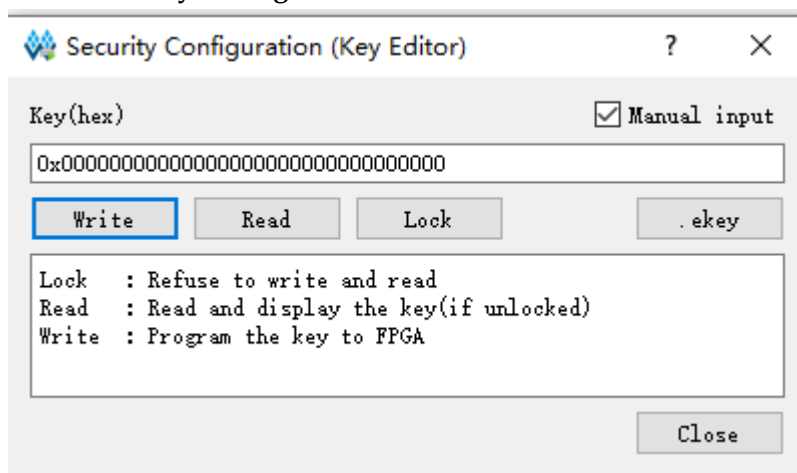 Security Configuration (Key Editor) ? ×
Key(hex) Manual input
0x00000000000000000000000000000000
Write Read Lock .ekey
Lock : Refuse to write and read
Read : Read and display the key(if unlocked)
Write : Program the key to FPGA
Close